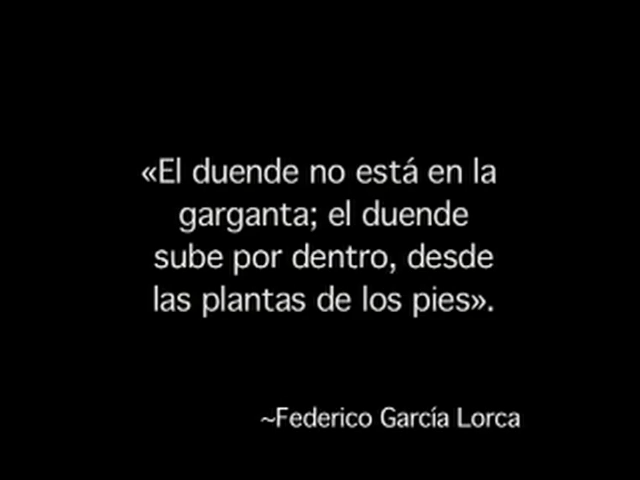 «El duende no está en la
garganta; el duende
sube por dentro, desde
las plantas de los pies».
~Federico García Lorca